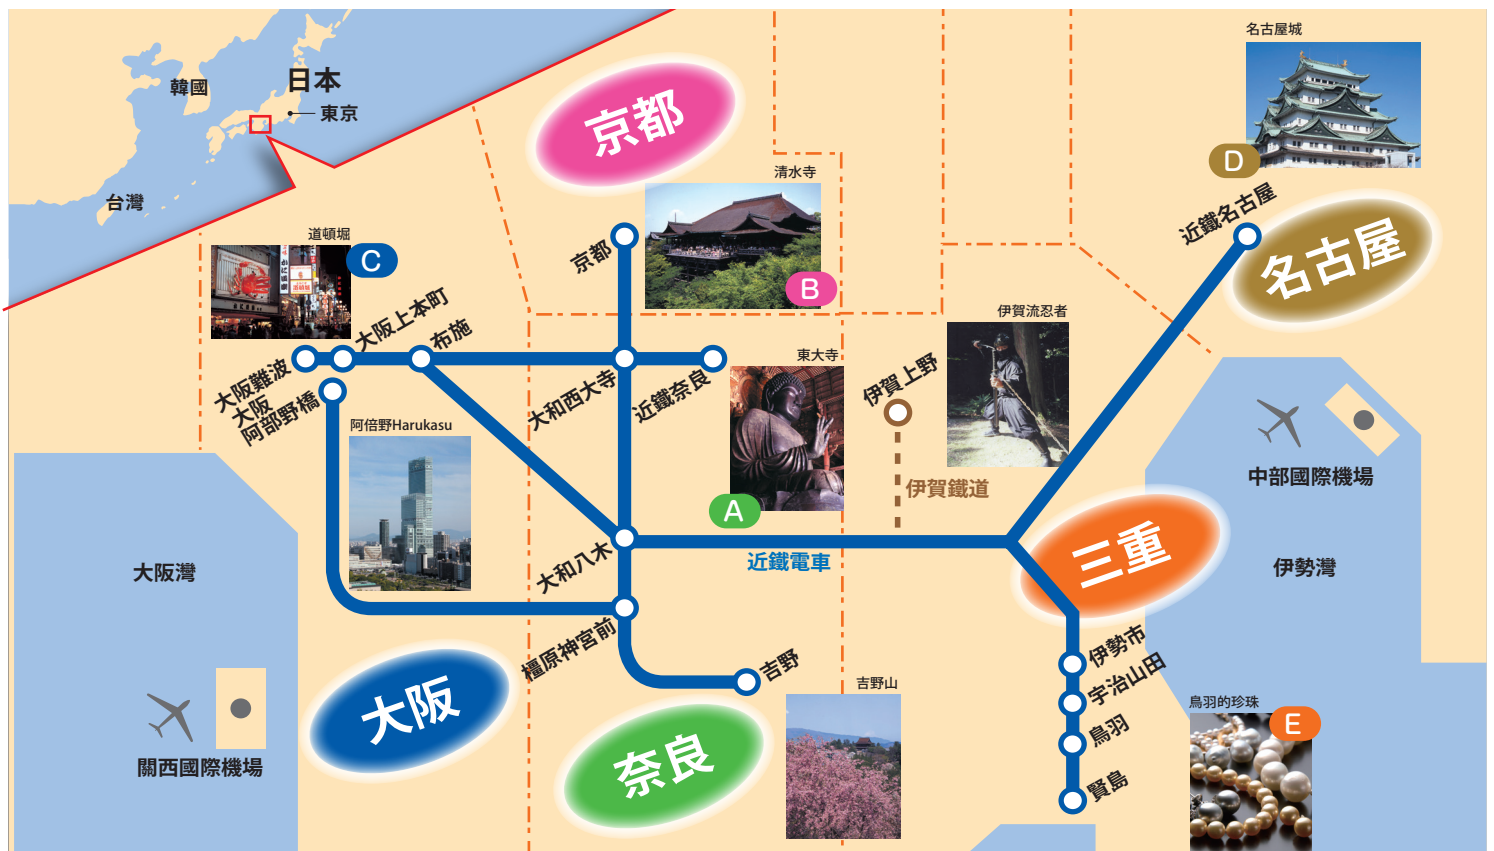 韓國
日本
東京
台灣
京都
名古屋城
D
清水寺
B
近鐵名古屋
名古屋
道頓堀
C
かに道楽
道頓堀
京都
大阪上本町
布施
大阪難波
大阪
阿部野橋
大和西大寺
近鐵奈良
東大寺
A
伊賀上野
伊賀流忍者
伊賀鐵道
阿倍野Harukasu
中部國際機場
三重
伊勢灣
大阪灣
大和八木
近鐵電車
橿原神宮前
吉野
伊勢市
宇治山田
鳥羽
賢島
大阪
奈良
吉野山
鳥羽的珍珠
E
關西國際機場